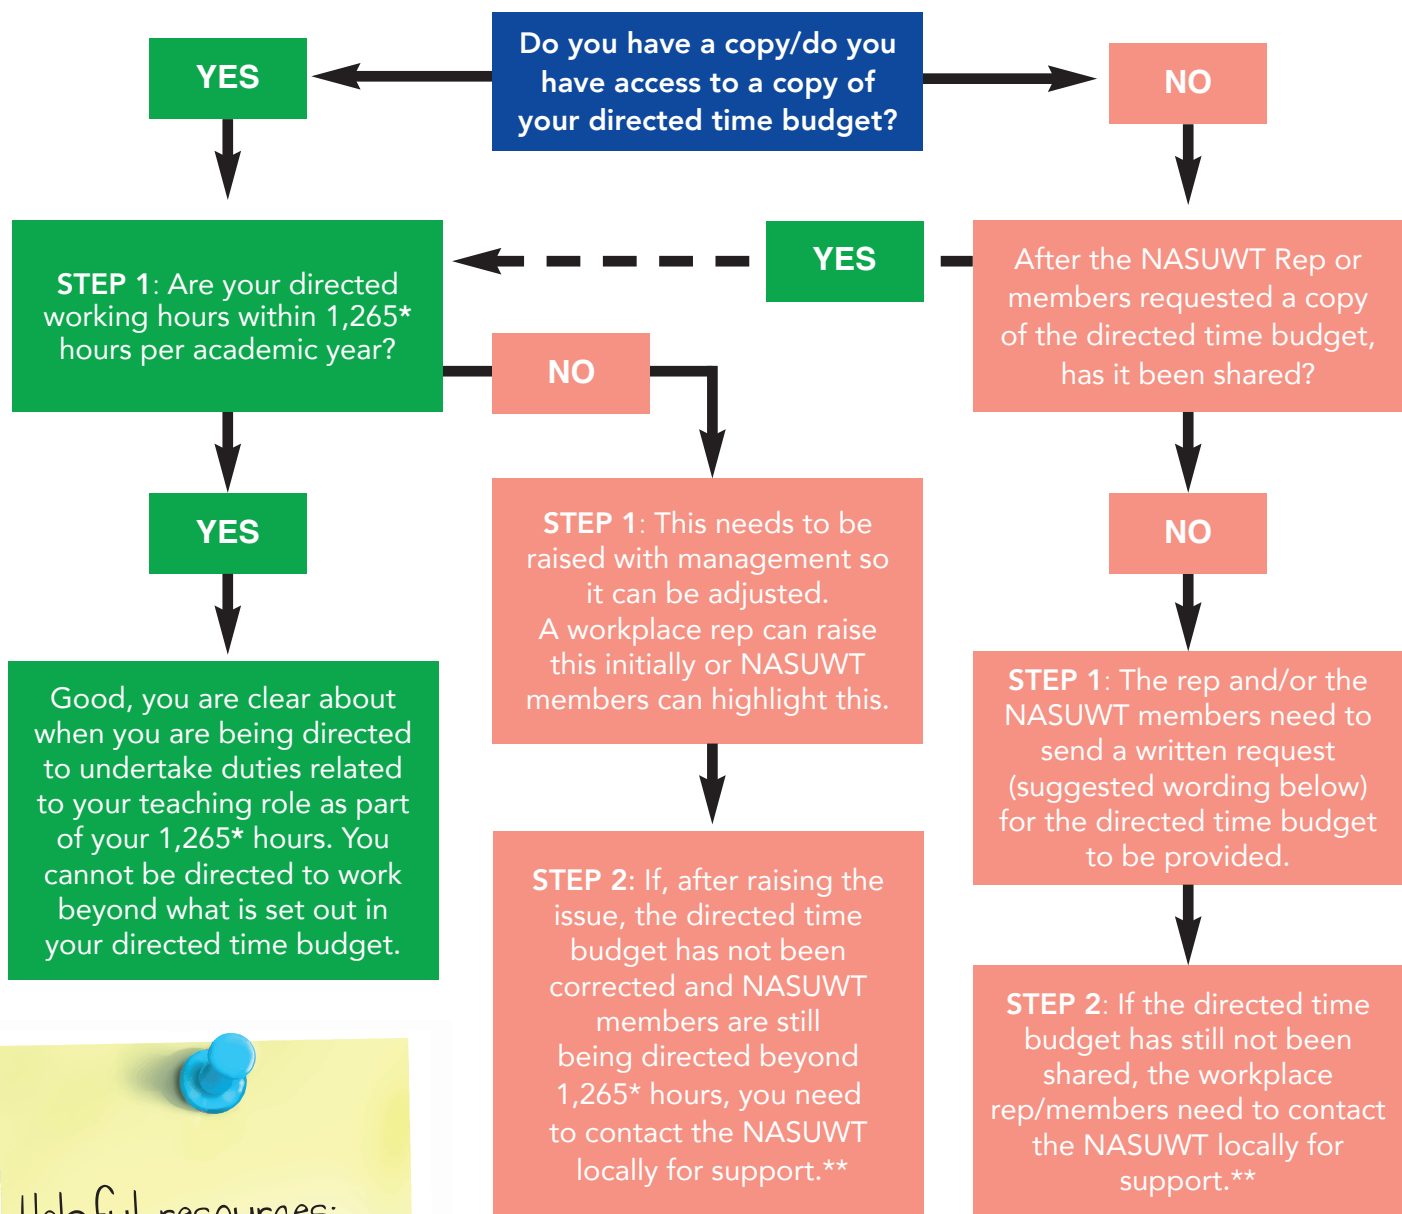 Do you have a copy/do you
have access to a copy of
your directed time budget?
YES
NO
STEP 1: Are your directed
working hours within 1,265*
hours per academic year?
YES
After the NASUWT Rep or
members requested a copy
of the directed time budget,
has it been shared?
NO
YES
STEP 1: This needs to be
raised with management so
it can be adjusted.
A workplace rep can raise
this initially or NASUWT
members can highlight this.
NO
Good, you are clear about
when you are being directed
to undertake duties related
to your teaching role as part
of your 1,265* hours. You
cannot be directed to work
beyond what is set out in
your directed time budget.
STEP 2: If, after raising the
issue, the directed time
budget has not been
corrected and NASUWT
members are still
being directed beyond
1,265* hours, you need
to contact the NASUWT
locally for support.**
STEP 1: The rep and/or the
NASUWT members need to
send a written request
(suggested wording below)
for the directed time budget
to be provided.
STEP 2: If the directed time
budget has still not been
shared, the workplace
rep/members need to contact
the NASUWT locally for
support.**
Helpful resources: